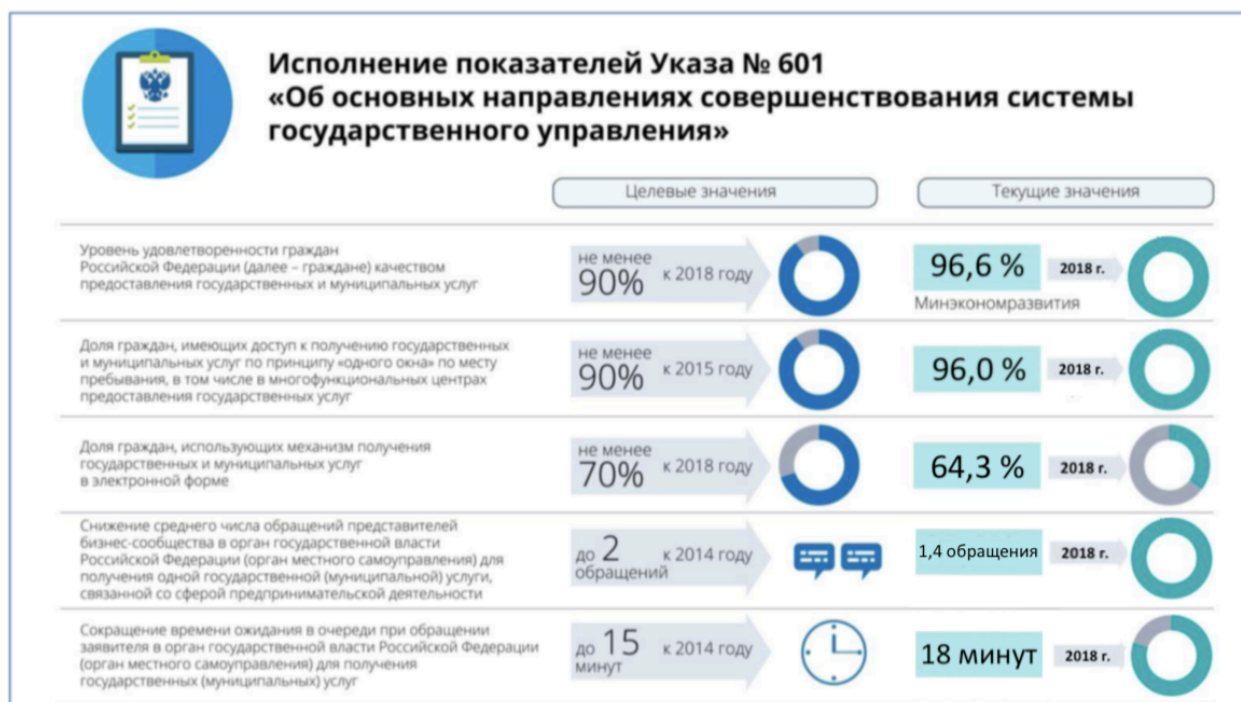 Исполнение показателей Указа № 601
«Об основных направлениях совершенствования системы
государственного управления»
Целевые значения
Текущие значения
Уровень удовлетворенности граждан
Российской Федерации (далее – граждане) качеством
предоставления государственных и муниципальных услуг
не менее
90%
к 2018 году
96,6 %
2018 г.
Минэкономразвития
Доля граждан, имеющих доступ к получению государственных
и муниципальных услуг по принципу «одного окна» по месту
пребывания, в том числе в многофункциональных центрах
предоставления государственных услуг
не менее
90%
к 2015 году
96,0 %
2018 г.
Доля граждан, использующих механизм получения
государственных и муниципальных услуг
в электронной форме
не менее
70%
к 2018 году
64,3 %
2018 г.
Снижение среднего числа обращений представителей
бизнес-сообщества в орган государственной власти
Российской Федерации (орган местного самоуправления) для
получения одной государственной (муниципальной) услуги,
связанной со сферой предпринимательской деятельности
до 2
обращений
к 2014 году
1,4 обращения
2018 г.
Сокращение времени ожидания в очереди при обращении
заявителя в орган государственной власти Российской Федерации
(орган местного самоуправления) для получения
государственных (муниципальных) услуг
до 15
минут
к 2014 году
18 минут
2018 г.